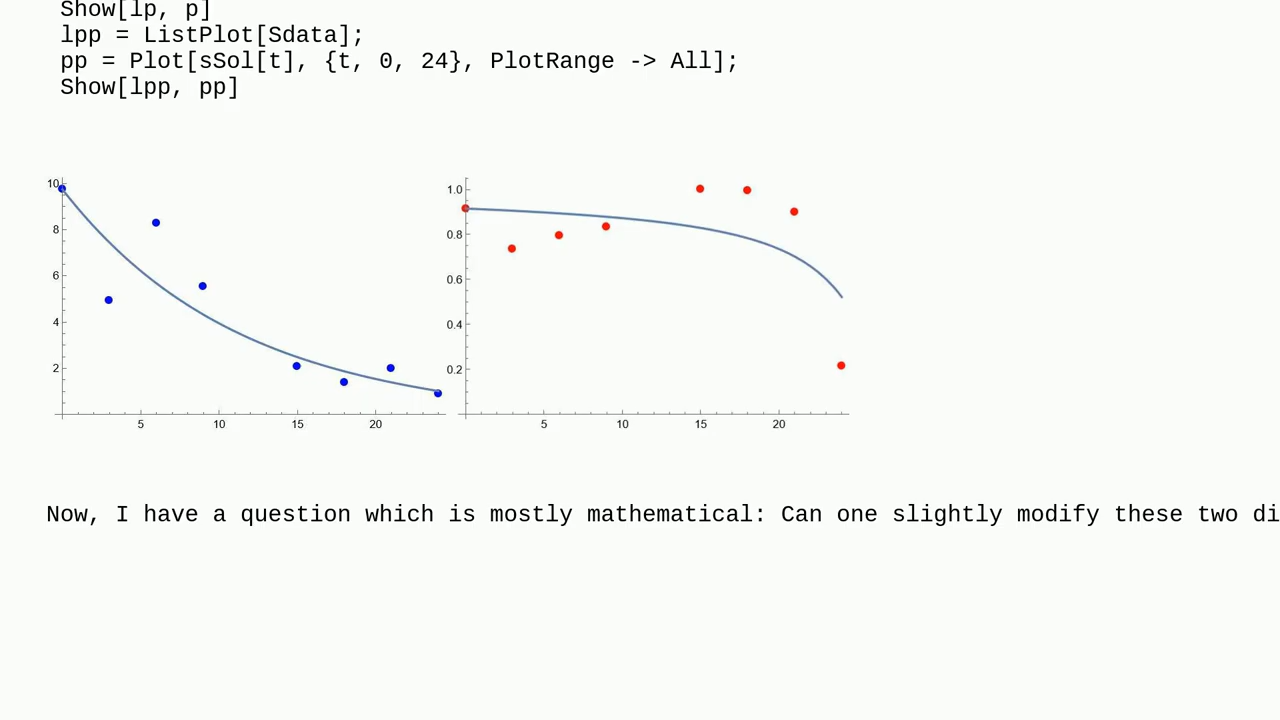 Show[lp, p]
lpp = ListPlot[Sdata];
pp = Plot[sSol[t], {t, 0, 24}, PlotRange -> All];
Show[lpp, pp]
10
8
6
4
2
5 10 15 20
1.0
0.8
0.6
0.4
0.2
5 10 15 20
Now, I have a question which is mostly mathematical: Can one slightly modify these two di